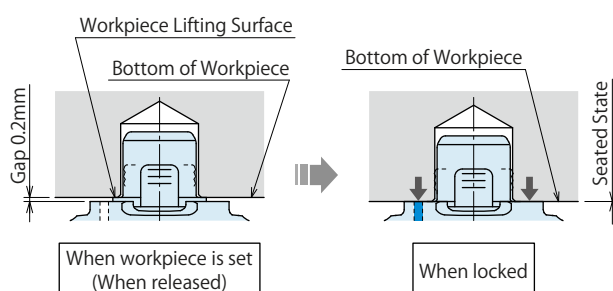 Workpiece Lifting Surface
Bottom of Workpiece
Gap 0.2mm
When workpiece is set
(When released)
Bottom of Workpiece
Seated State
When locked